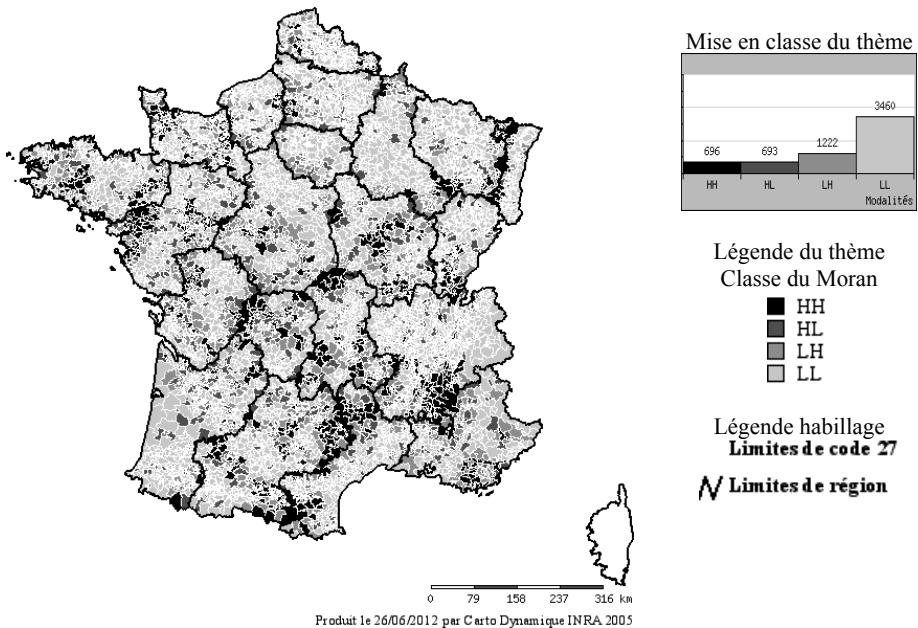 Mise en classe du thème
3460
1222
696
693
HH HL LH LL
Modalités
Légende du thème
Classe du Moran
HH
HL
LH
LL
Légende habillage
Limites de code 27
Limites de région
0 79 158 237 316 km
Produit le 26/06/2012 par Carto Dynamique INRA 2005